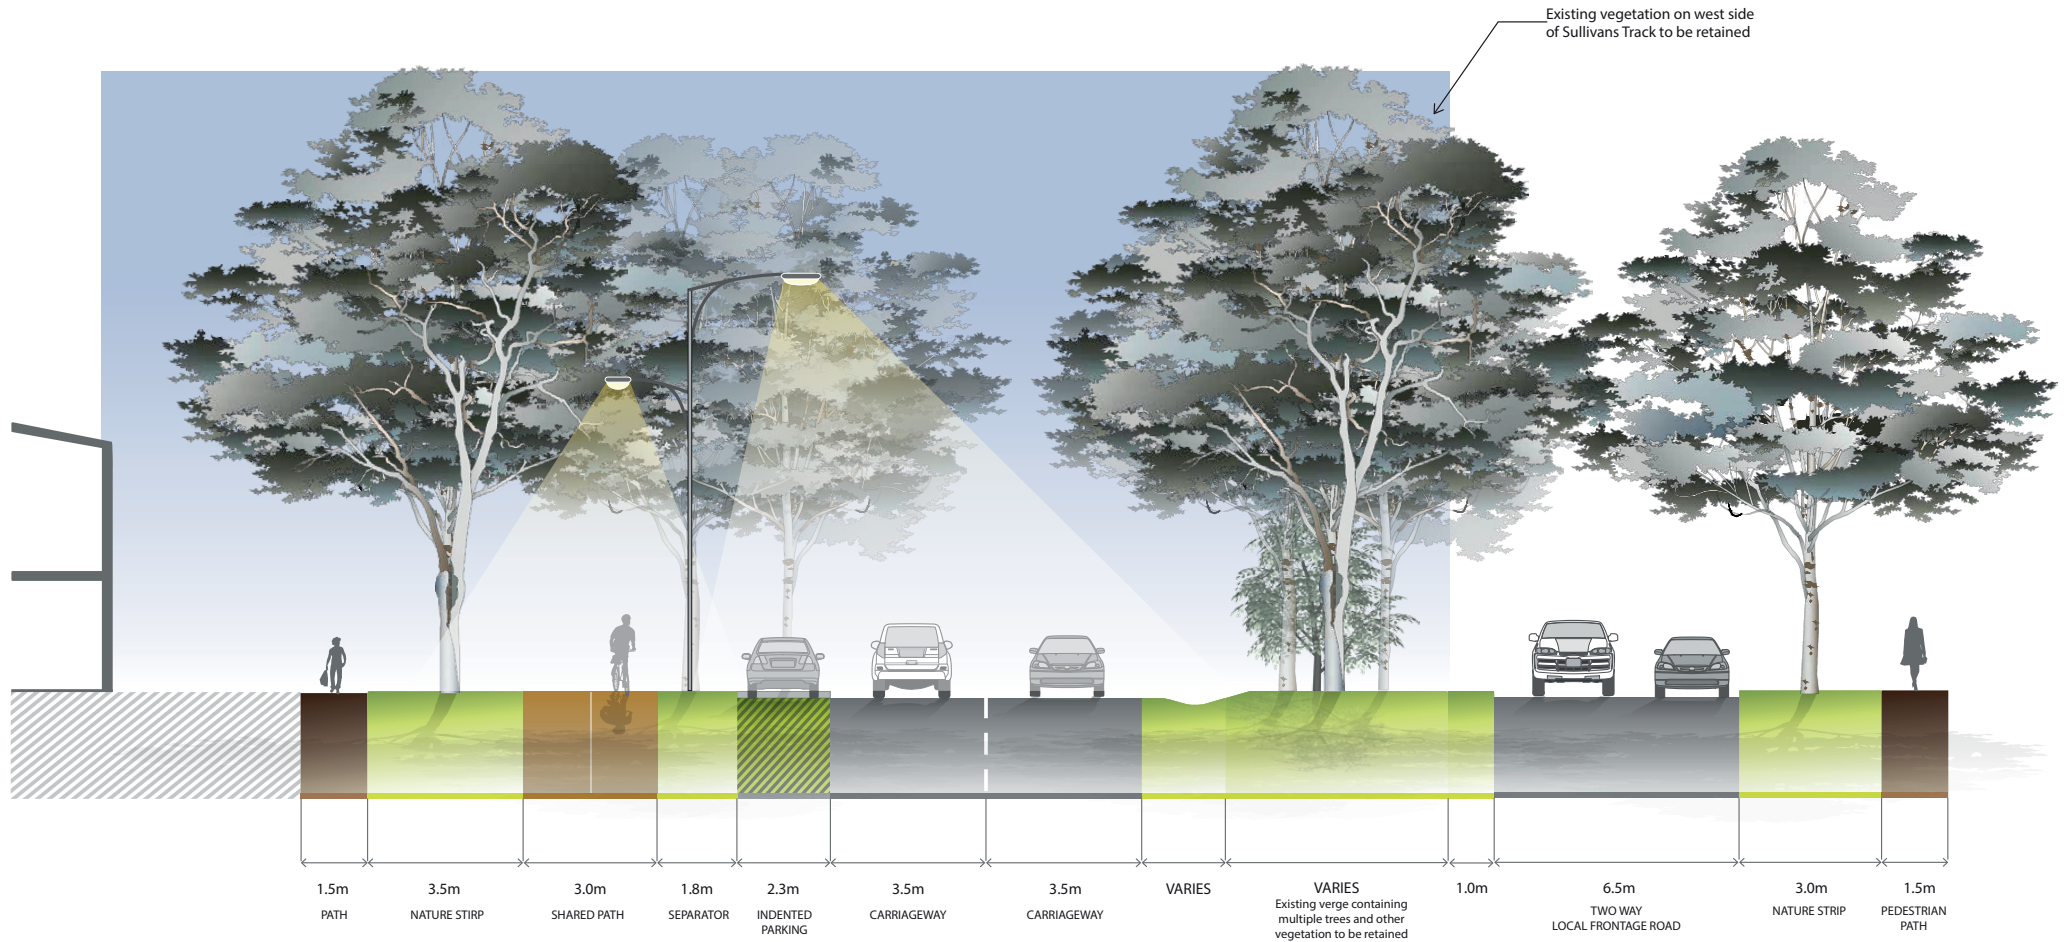 Existing vegetation on west side
of Sullivans Track to be retained
1.5m
PATH
3.5m
NATURE STIRP
3.0m
SHARED PATH
1.8m
SEPARATOR
2.3m
INDENTED
PARKING
3.5m
CARRIAGEWAY
3.5m
CARRIAGEWAY
VARIES
VARIES
Existing verge containing
multiple trees and other
vegetation to be retained
1.0m
6.5m
TWO WAY
LOCAL FRONTAGE ROAD
3.0m
NATURE STRIP
1.5m
PEDESTRIAN
PATH